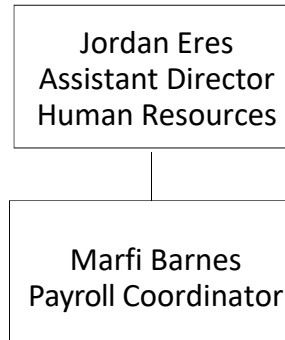 Jordan Eres
Assistant Director
Human Resources
Marfi Barnes
Payroll Coordinator